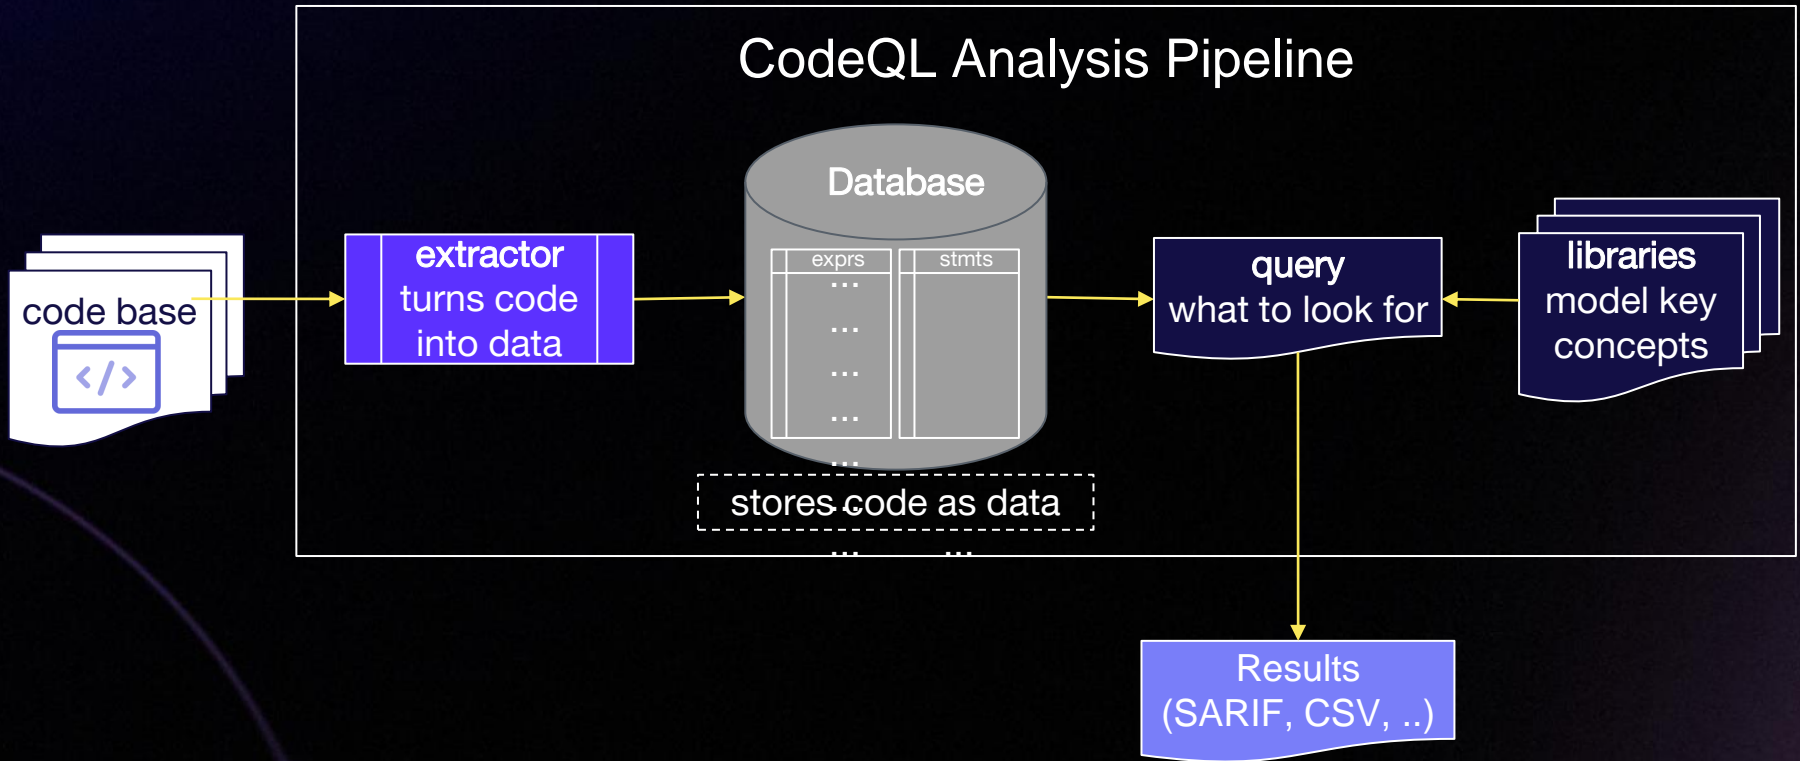 CodeQL Analysis Pipeline
code base
</>
extractor
turns code
into data
Database
exprs
...
...
...
...
...
...
...
stmts
...
stores code as data
query
what to look for
libraries
model key
concepts
Results
(SARIF, CSV, ..)